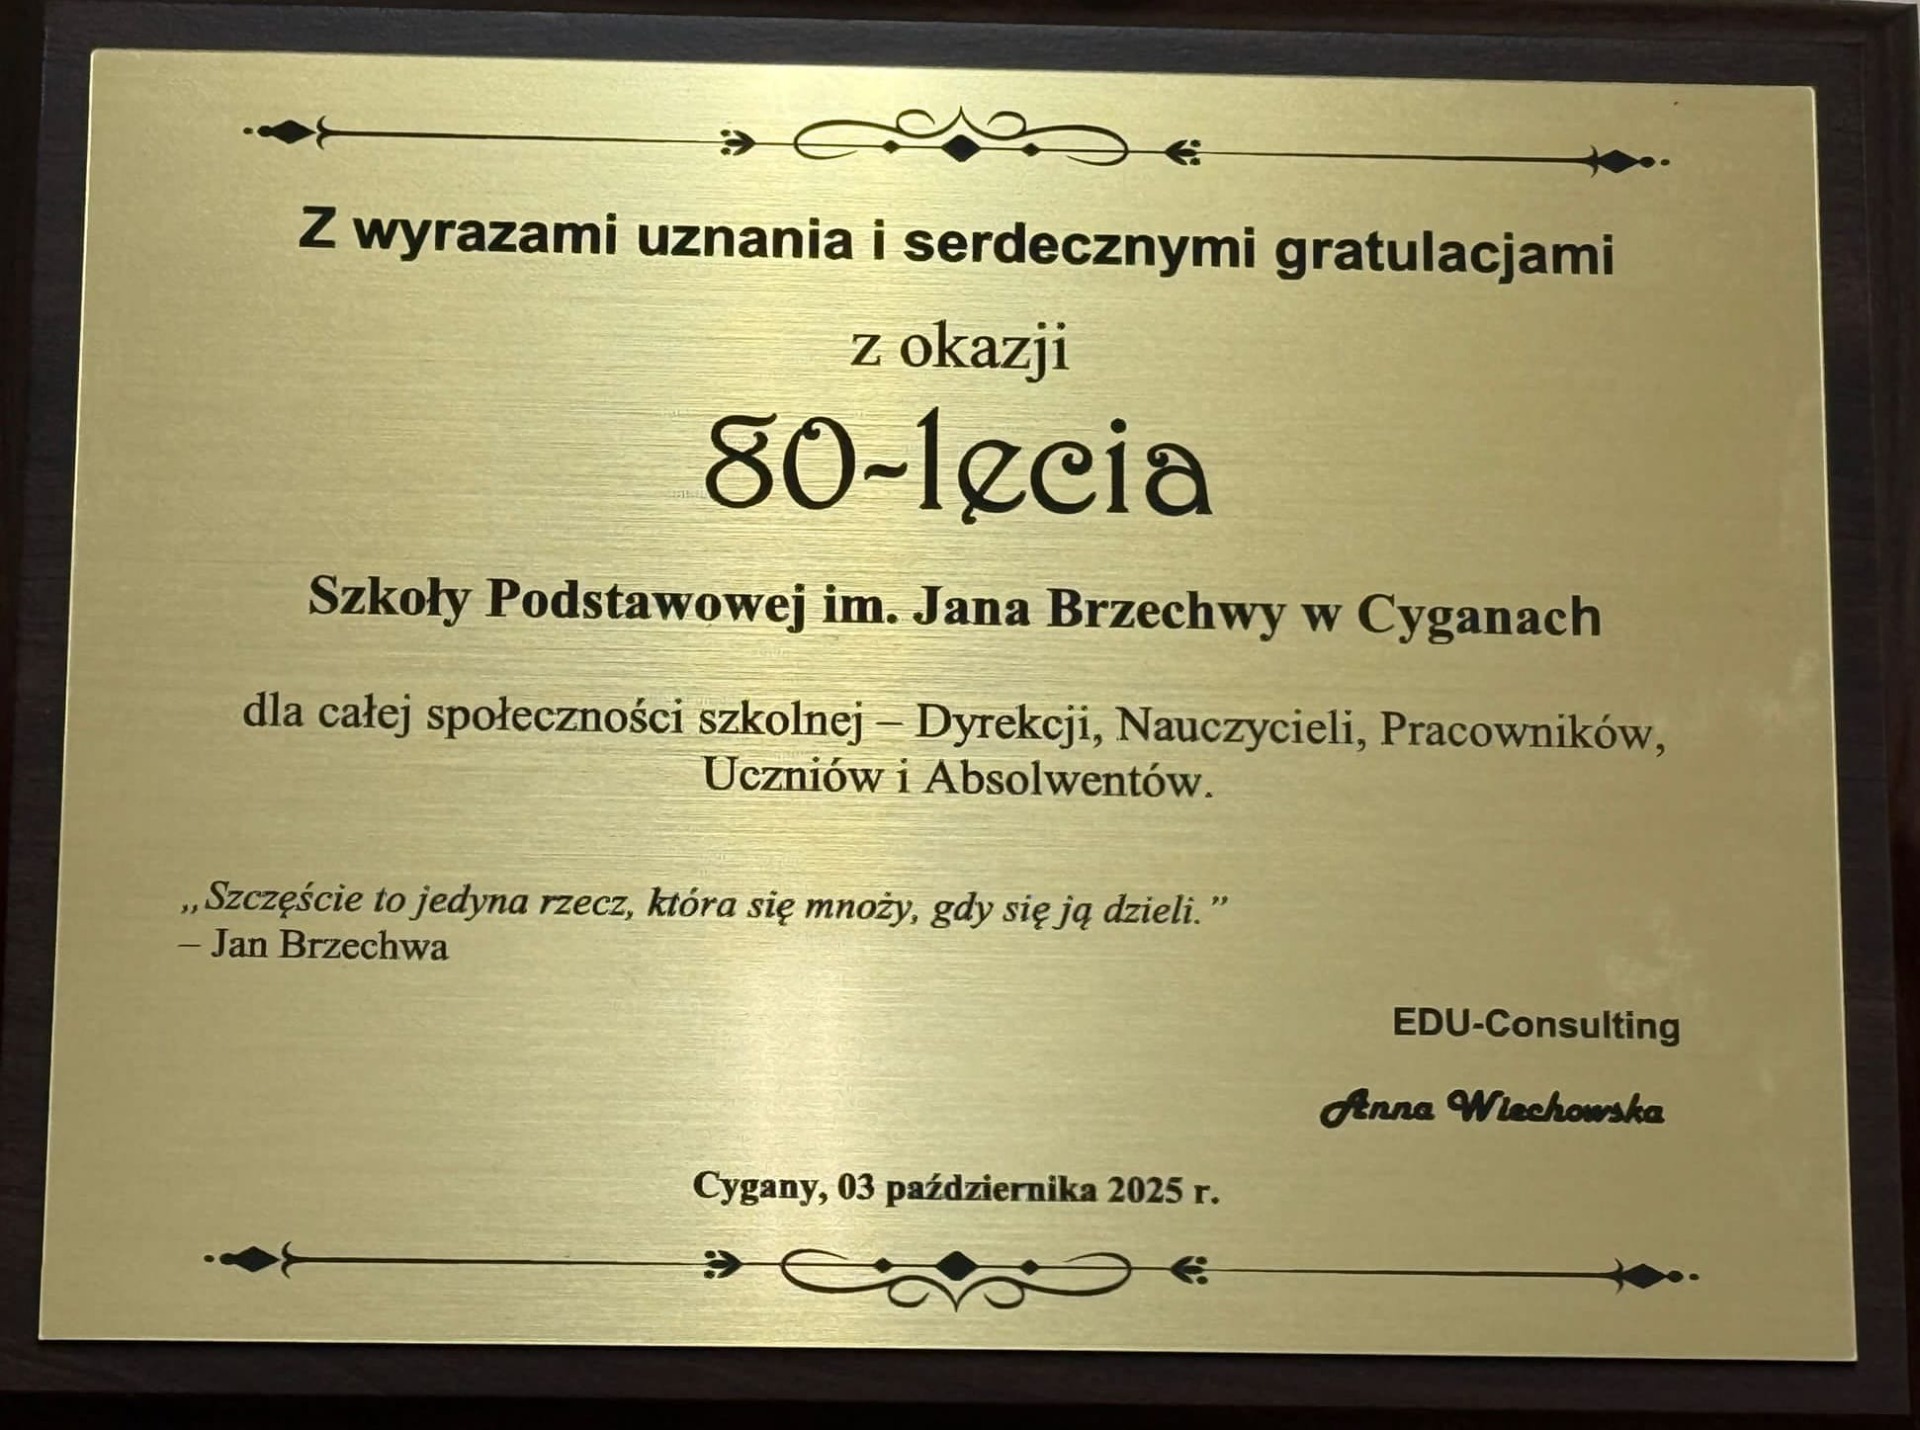 Z wyrazami uznania i serdecznymi gratulacjami
z okazji
80-lęcia
Szkoły Podstawowej im. Jana Brzechwy w Cyganach
dla całej społeczności szkolnej – Dyrekcji, Nauczycieli, Pracowników,
Uczniów i Absolwentów.
„Szczęście to jedyna rzecz, która się mnoży, gdy się ją dzieli.”
– Jan Brzechwa
EDU-Consulting
Anna Wiechowska
Cygany, 03 października 2025 r.